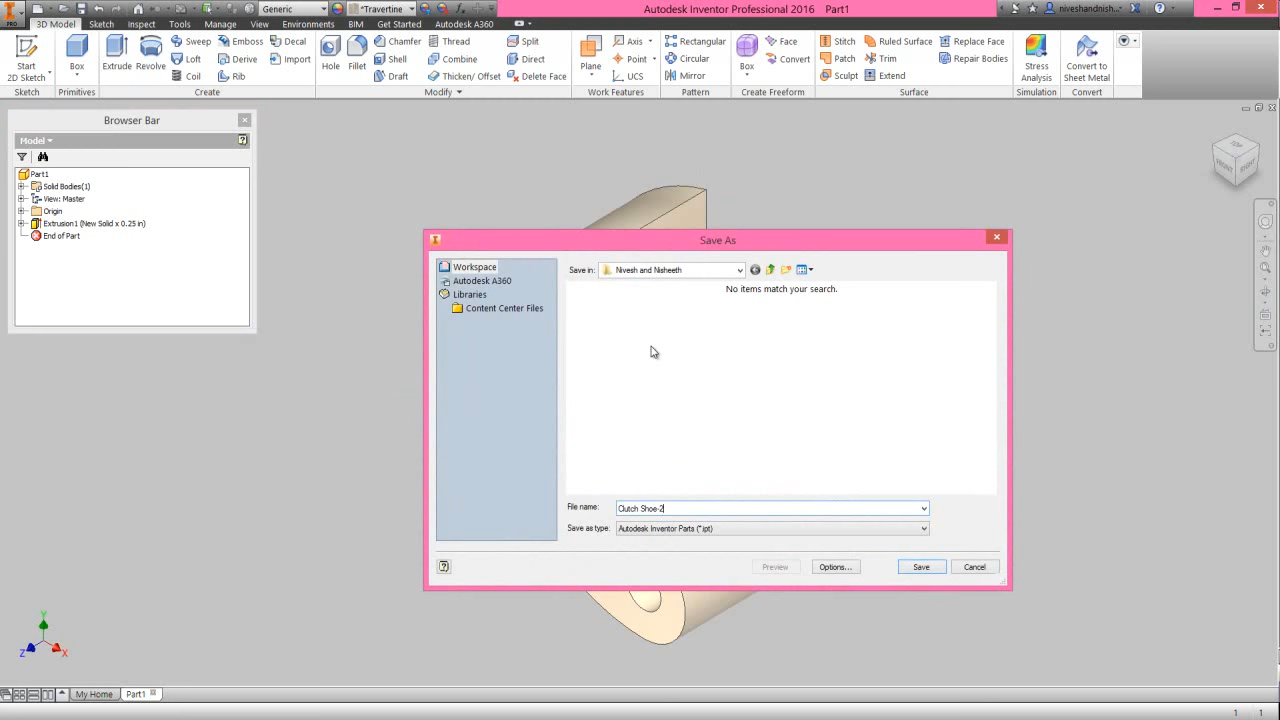 Generic
*Travertine
Autodesk Inventor Professional 2016 Part1
niveshandnish...
PRO
3D Model Sketch Inspect Tools Manage View Environments BIM Get Started Autodesk A360
Start
2D Sketch
Box
Extrude Revolve
Sweep Emboss Decal
Loft Derive Import
Coil Rib
Hole Fillet
Chamfer Thread Split
Shell Combine Direct
Draft Thicken/ Offset Delete Face
Plane
Axis
Point
UCS
Rectangular
Circular
Mirror
Box
Face
Convert
Stitch Ruled Surface Replace Face
Patch Trim Repair Bodies
Sculpt Extend
Stress
Analysis
Convert to
Sheet Metal
Sketch Primitives Create Modify Work Features Pattern Create Freeform Surface Simulation Convert
Browser Bar
Model
Part1
Solid Bodies(1)
View: Master
Origin
Extrusion1 (New Solid x 0.25 in)
End of Part
TOP
FRONT
RIGHT
Save As
Workspace
Autodesk A360
Libraries
Content Center Files
Save in: Nivesh and Nisheeth
No items match your search.
File name: Clutch Shoe-2
Save as type: Autodesk Inventor Parts (*.ipt)
Preview Options... Save Cancel
Y
Z
X
My Home Part1
1 1